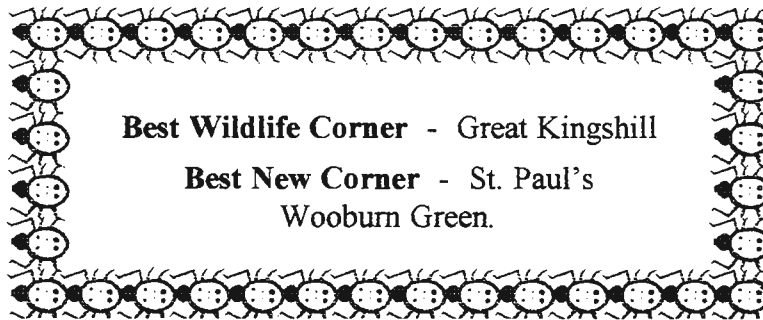 Best Wildlife Corner - Great Kingshill
Best New Corner - St. Paul's
Wooburn Green.